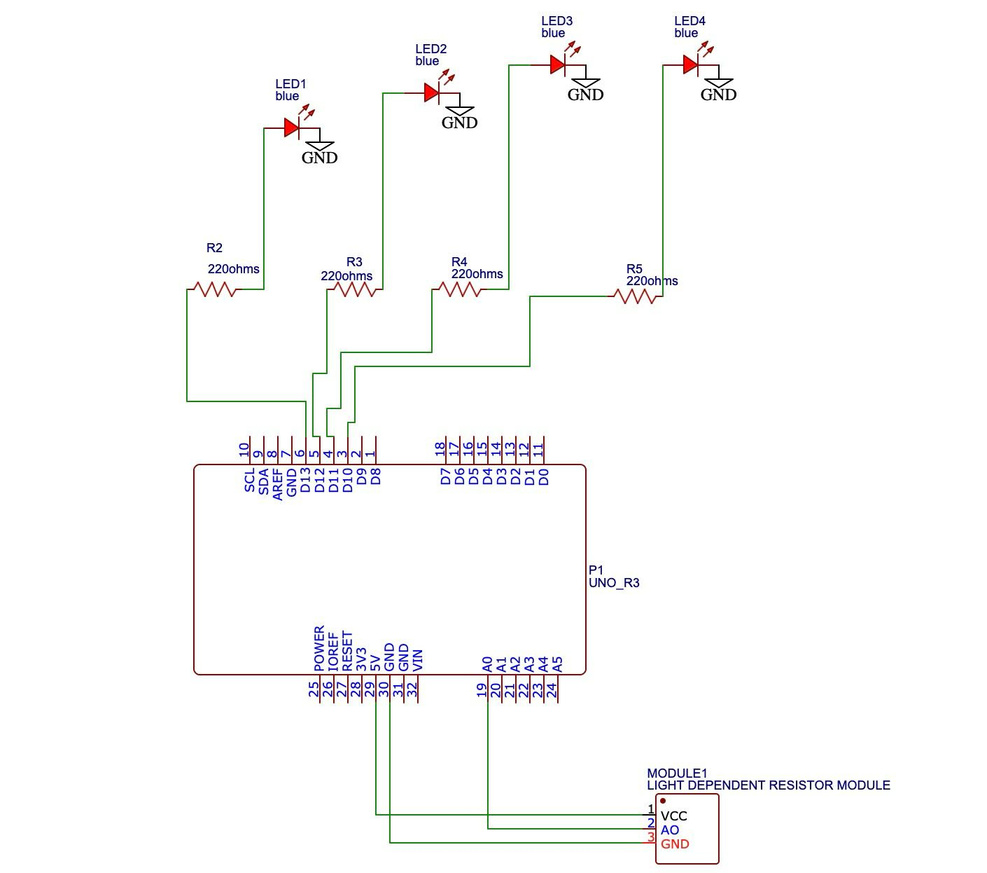 LED3
blue
LED4
blue
LED2
blue
GND
GND
LED1
blue
GND
GND
R2
220ohms
R3
220ohms
R4
220ohms
R5
220ohms
10 9 8 7 6 5 4 3 2 1
18 17 16 15 14 13 12 11
SCL SDA AREF GND D13 D12 D11 D10 D9 D8
D7 D6 D5 D4 D3 D2 D1 D0
P1
UNO_R3
POWER IOREF RESET 3V3 5V GND GND VIN
A0 A1 A2 A3 A4 A5
25 26 27 28 29 30 31 32
19 20 21 22 23 24
MODULE1
LIGHT DEPENDENT RESISTOR MODULE
1 VCC
2 AO
3 GND